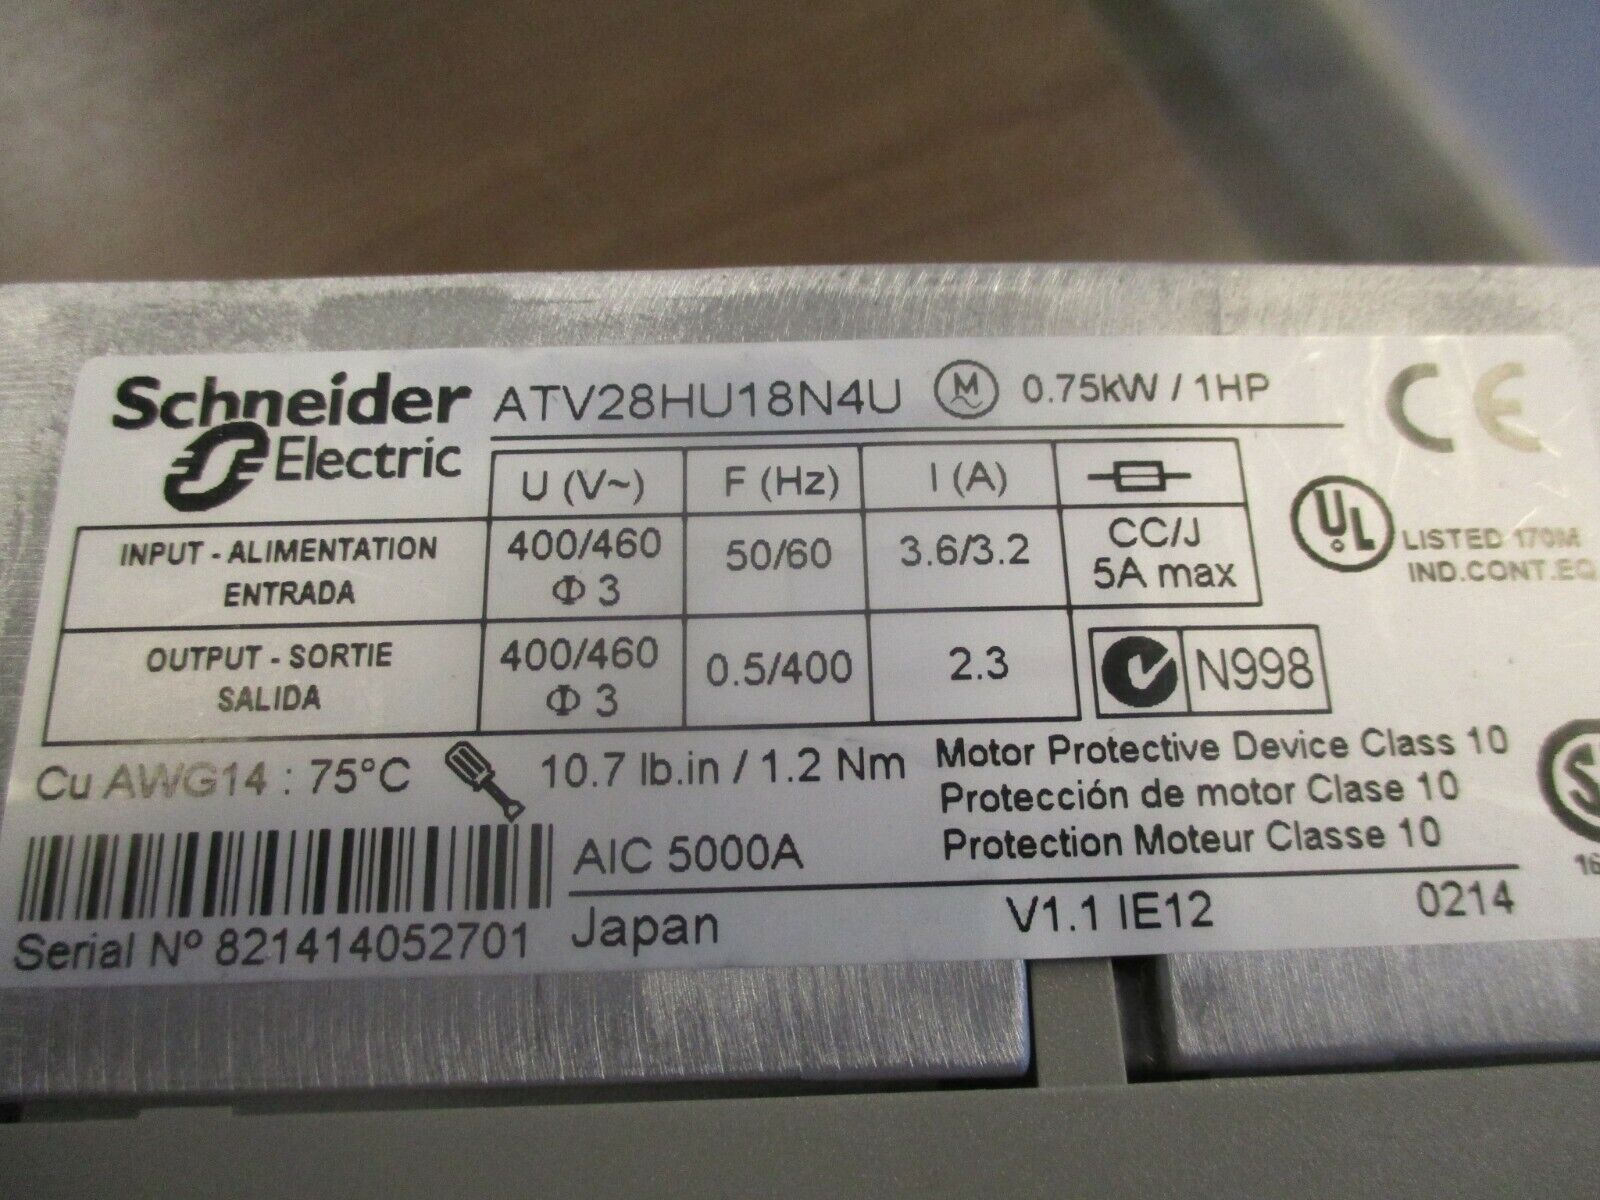 Schneider Electric
ATV28HU18N4U M 0.75kW / 1HP
CE
U (V~) F (Hz) I (A)
INPUT - ALIMENTATION ENTRADA 400/460 Φ 3 50/60 3.6/3.2 CC/J 5A max
UL LISTED 170M
IND.CONT.EQ
OUTPUT - SORTIE SALIDA 400/460 Φ 3 0.5/400 2.3
N998
Cu AWG14 : 75°C 10.7 lb.in / 1.2 Nm
Motor Protective Device Class 10
Protección de motor Clase 10
Protection Moteur Classe 10
AIC 5000A
Serial Nº 821414052701
Japan V1.1 IE12 0214